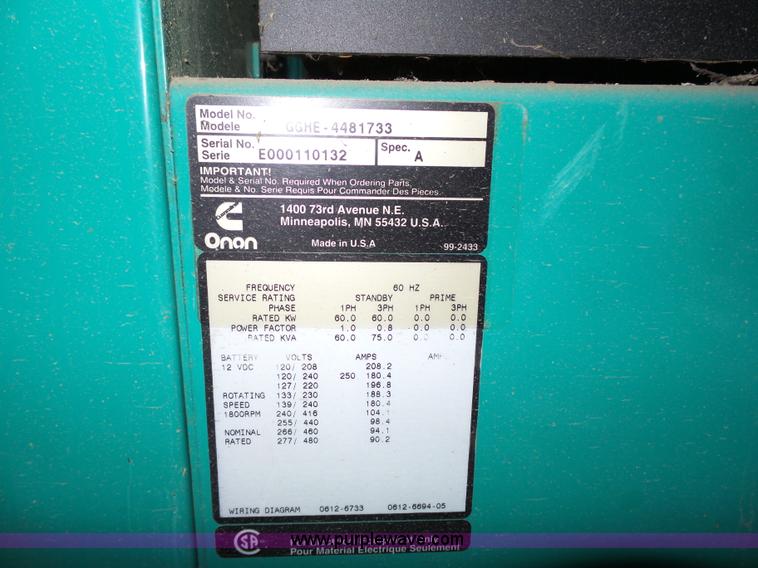 Model No.
Modele GGHE-4481733
Serial No. Spec.
Serie E000110132 A
IMPORTANT!
Model & Serial No. Required When Ordering Parts.
Modele & No. Serie Requis Pour Commander Des Pieces.
1400 73rd Avenue N.E.
Minneapolis, MN 55432 U.S.A.
Onan Made in U.S.A 99-2433
FREQUENCY 60 HZ
SERVICE RATING STANDBY PRIME
PHASE 1PH 3PH 1PH 3PH
RATED KW 60.0 60.0 0.0 0.0
POWER FACTOR 1.0 0.8 0.0 0.0
RATED KVA 60.0 75.0 0.0 0.0
BATTERY VOLTS AMPS
12 VDC 120/ 208 208.2
120/ 240 250 180.4
127/ 220 196.8
ROTATING 133/ 230 188.3
SPEED 139/ 240 180.4
1800RPM 240/ 416 104.1
255/ 440 98.4
NOMINAL 266/ 460 94.1
RATED 277/ 480 90.2
WIRING DIAGRAM 0612-6733 0612-6694-05
SA
www.purplewave.com
Pour Material Electrique Seulement